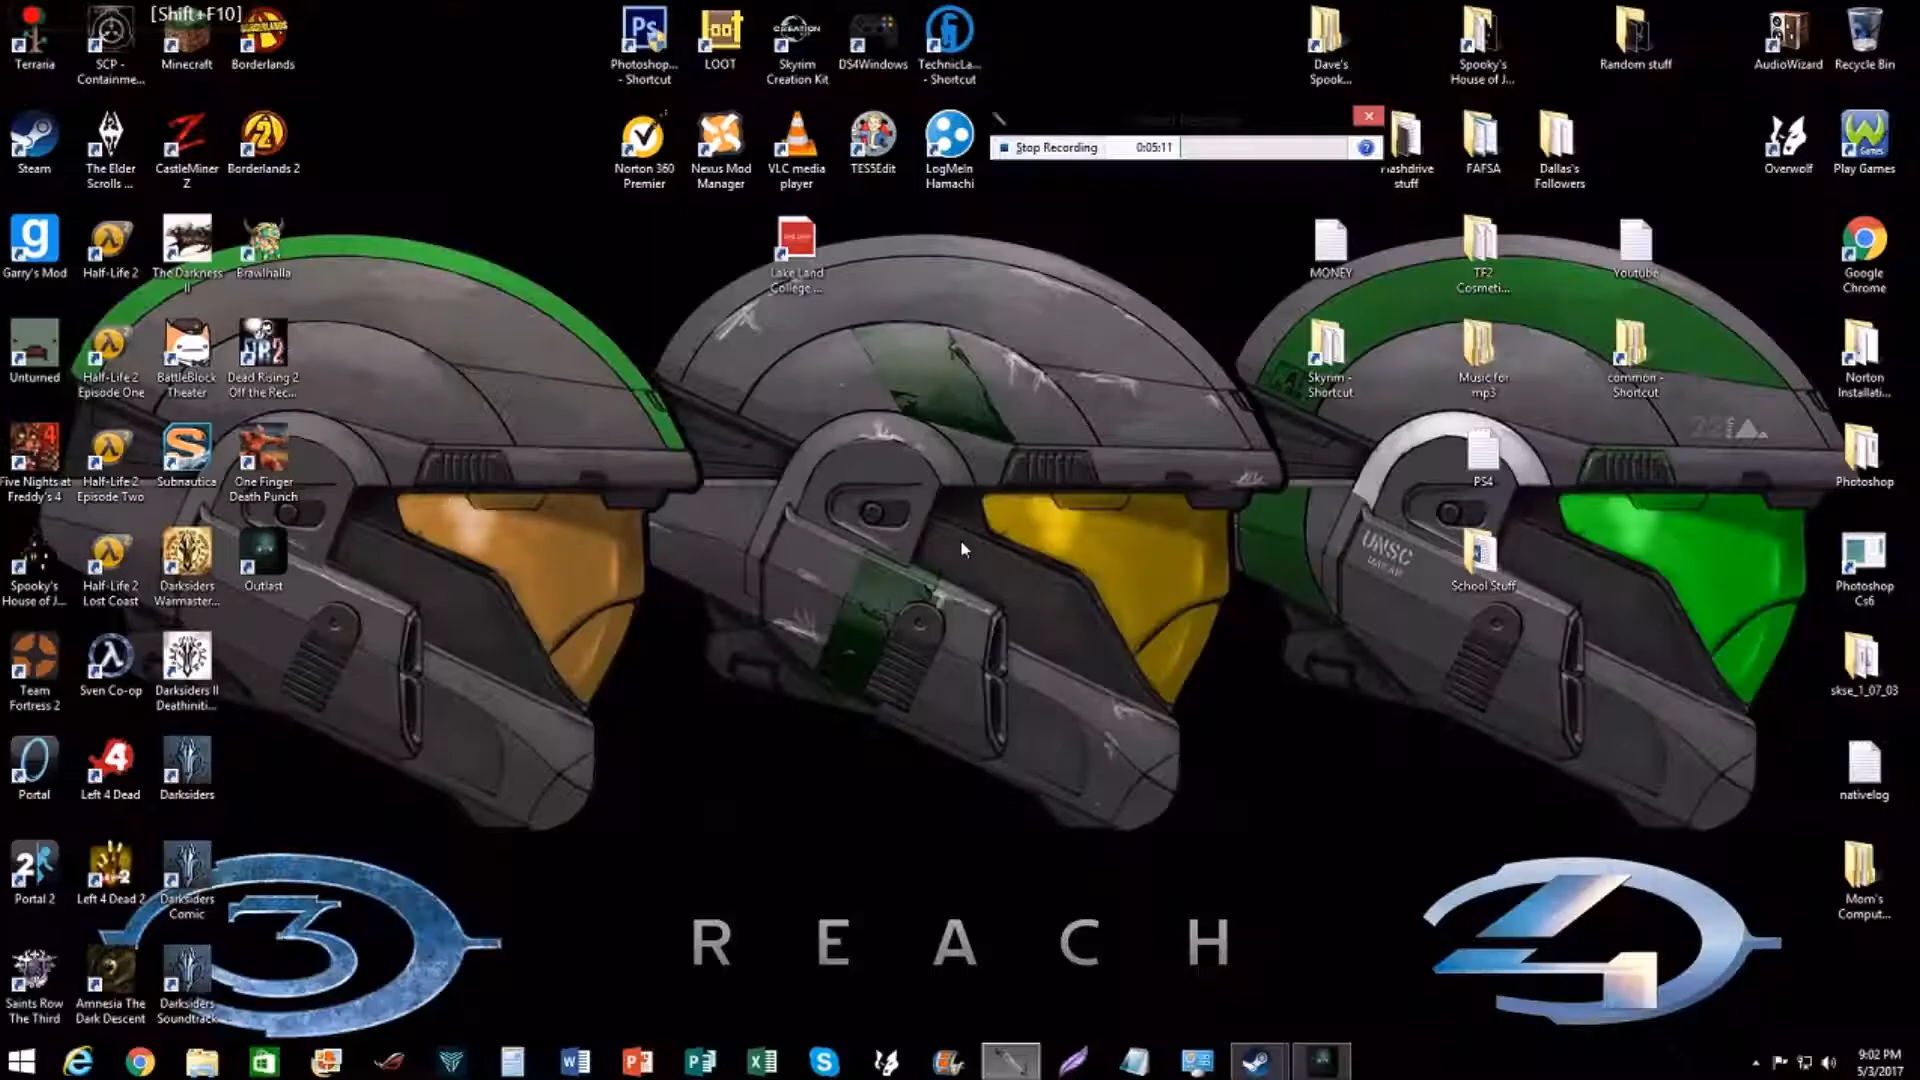 [Shift+F10]
Terraria
SCP -
Containme...
Minecraft
Borderlands
Photoshop...
- Shortcut
LOOT
Skyrim
Creation Kit
DS4Windows
TechnicLa...
- Shortcut
Dave's
Spook...
Spooky's
House of J...
Random stuff
AudioWizard
Recycle Bin
Steam
The Elder
Scrolls ...
CastleMiner
Z
Borderlands 2
Norton 360
Premier
Nexus Mod
Manager
VLC media
player
TES5Edit
LogMeIn
Hamachi
Stop Recording
0:05:11
stuff
FAFSA
Dallas's
Followers
Overwolf
Play Games
Garry's Mod
Half-Life 2
The Darkness
II
Brawlhalla
Lake Land
College ...
MONEY
TF2
Cosmeti...
Youtube
Google
Chrome
Unturned
Half-Life 2
Episode One
BattleBlock
Theater
Dead Rising 2
Off the Rec...
Skyrim -
Shortcut
Music for
mp3
common -
Shortcut
Norton
Installati...
Five Nights at
Freddy's 4
Half-Life 2
Episode Two
Subnautica
One Finger
Death Punch
PS4
Photoshop
Spooky's
House of J...
Half-Life 2
Lost Coast
Darksiders
Warmaster...
Outlast
UNSC
School Stuff
Photoshop
Cs6
Team
Fortress 2
Sven Co-op
Darksiders II
Deathiniti...
skse_1_07_03
Portal
Left 4 Dead
Darksiders
nativelog
Portal 2
Left 4 Dead 2
Darksiders
Comic
Mom's
Comput...
3
REACH
4
Saints Row
The Third
Amnesia The
Dark Descent
Darksiders
Soundtrack
9:02 PM
5/3/2017